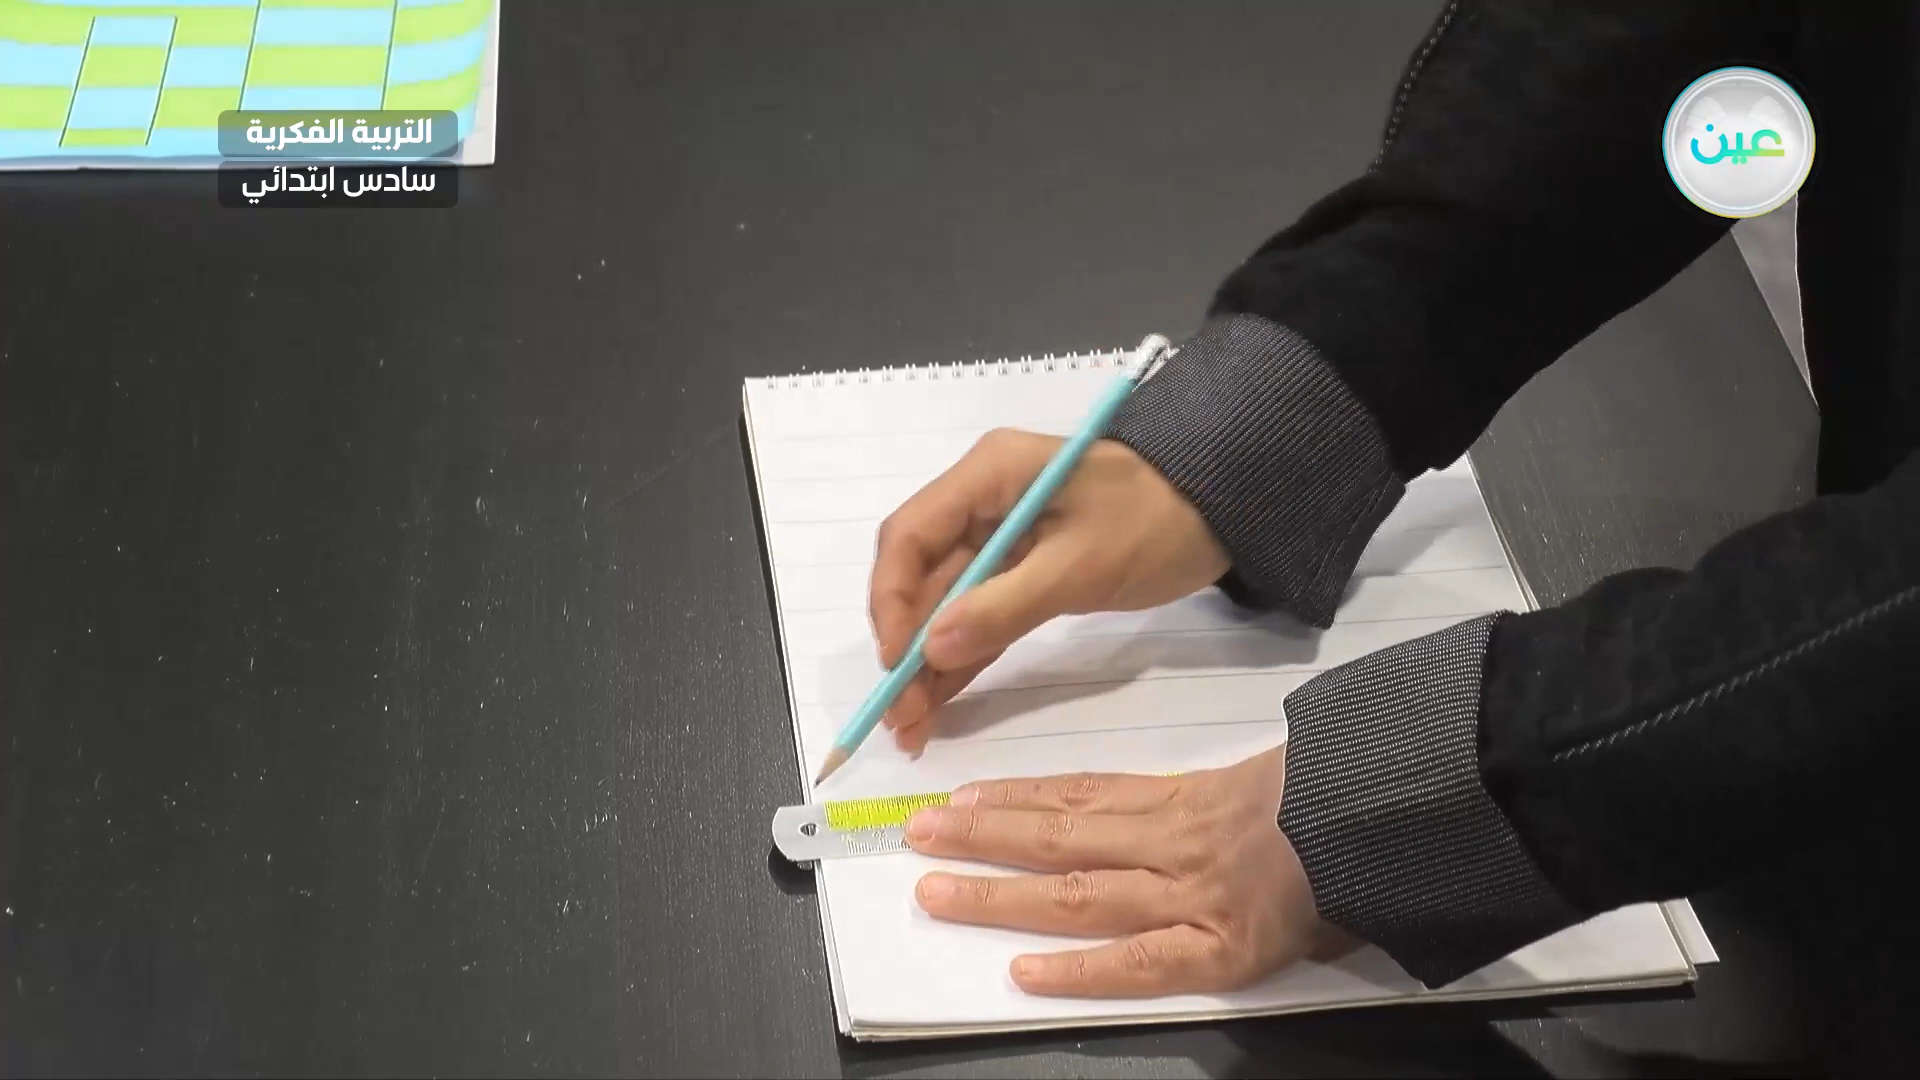 التربية الفكرية
سادس ابتدائي
عين